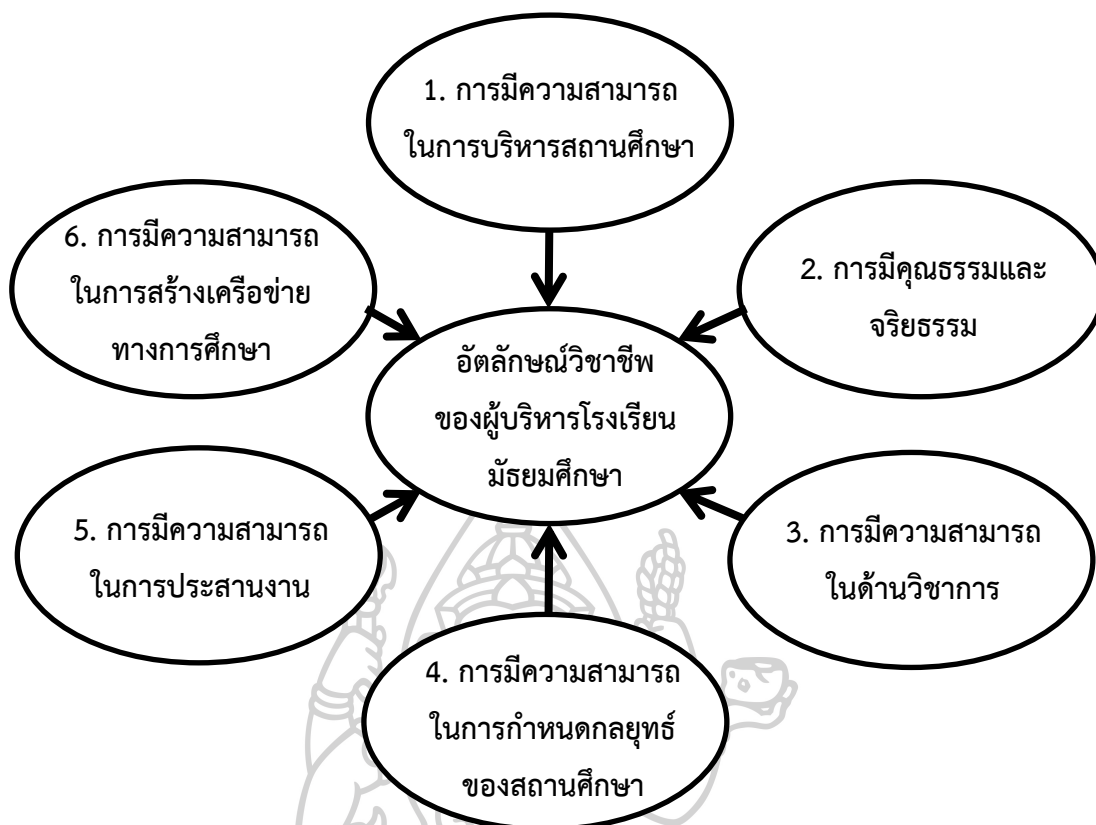 1. การมีความสามารถ
ในการบริหารสถานศึกษา
2. การมีคุณธรรมและ
จริยธรรม
3. การมีความสามารถ
ในด้านวิชาการ
4. การมีความสามารถ
ในการกำหนดกลยุทธ์
ของสถานศึกษา
5. การมีความสามารถ
ในการประสานงาน
6. การมีความสามารถ
ในการสร้างเครือข่าย
ทางการศึกษา
อัตลักษณ์วิชาชีพ
ของผู้บริหารโรงเรียน
มัธยมศึกษา